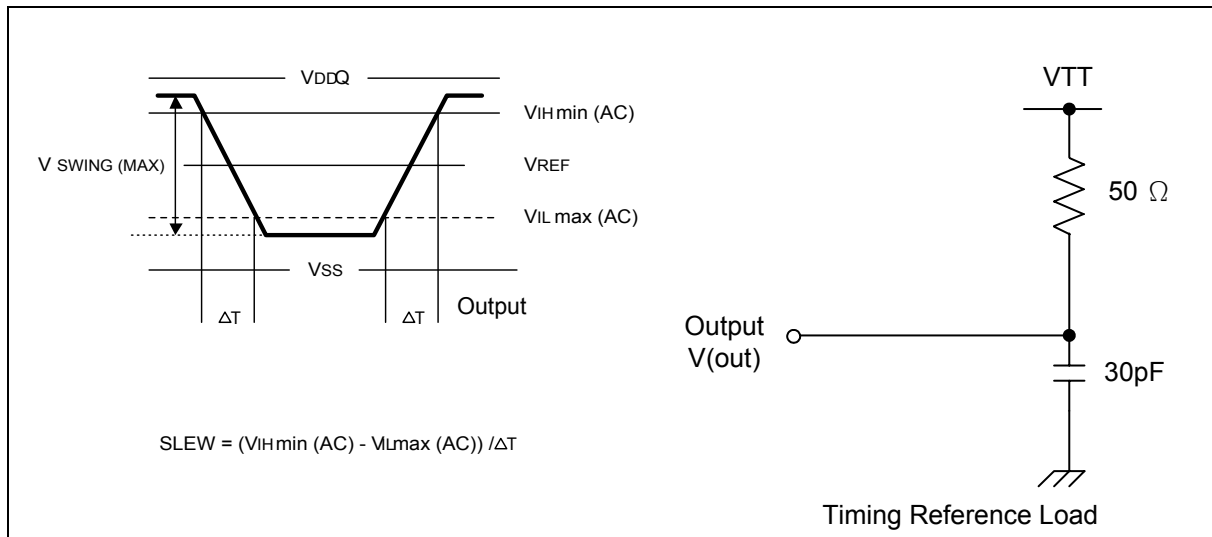 VDDQ
VIH min (AC)
V SWING (MAX)
VREF
VIL max (AC)
VSS
ΔT
ΔT
Output
SLEW = (VIH min (AC) - VILmax (AC)) /ΔT
VTT
50 Ω
Output
V(out)
30pF
Timing Reference Load